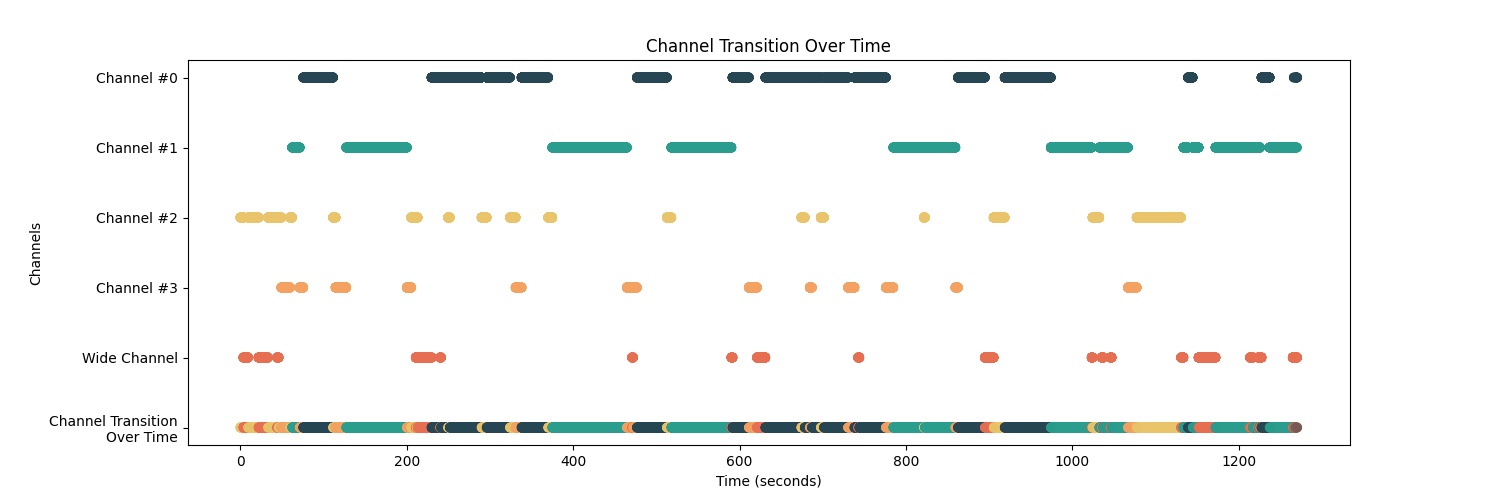 Channel Transition Over Time
Channel #0
Channel #1
Channel #2
Channel #3
Wide Channel
Channel Transition
Over Time
Channels
0 200 400 600 800 1000 1200
Time (seconds)